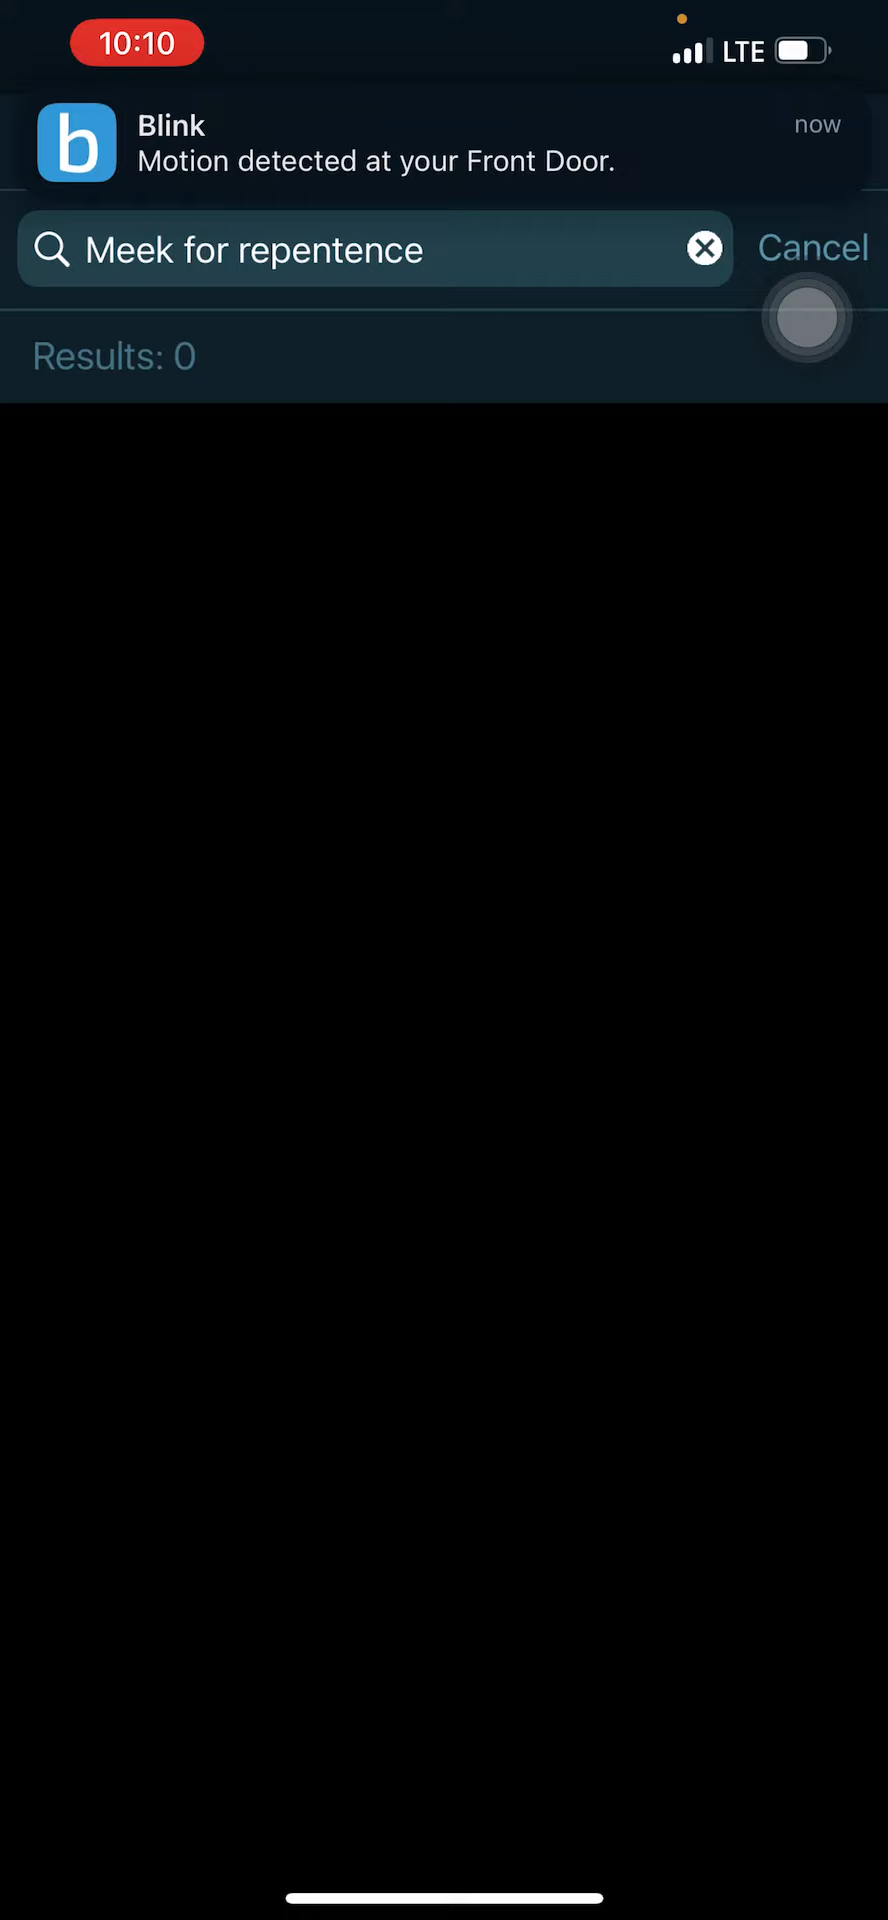 10:10
LTE
b
Blink
now
Motion detected at your Front Door.
Meek for repentence
Cancel
Results: 0